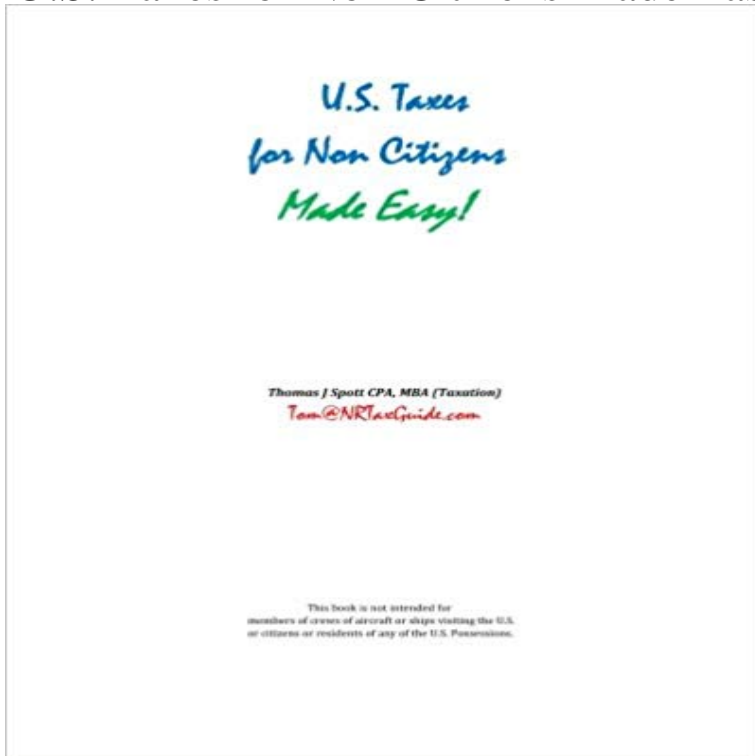 U.S. Taxes
for Non Citizens
Made Easy!
Thomas J Spott CPA, MBA (Taxation)
Tom@NRTaxGuide.com
This book is not intended for
members of crews of aircraft or ships visiting the U.S.
or citizens or residents of any of the U.S. Possessions.